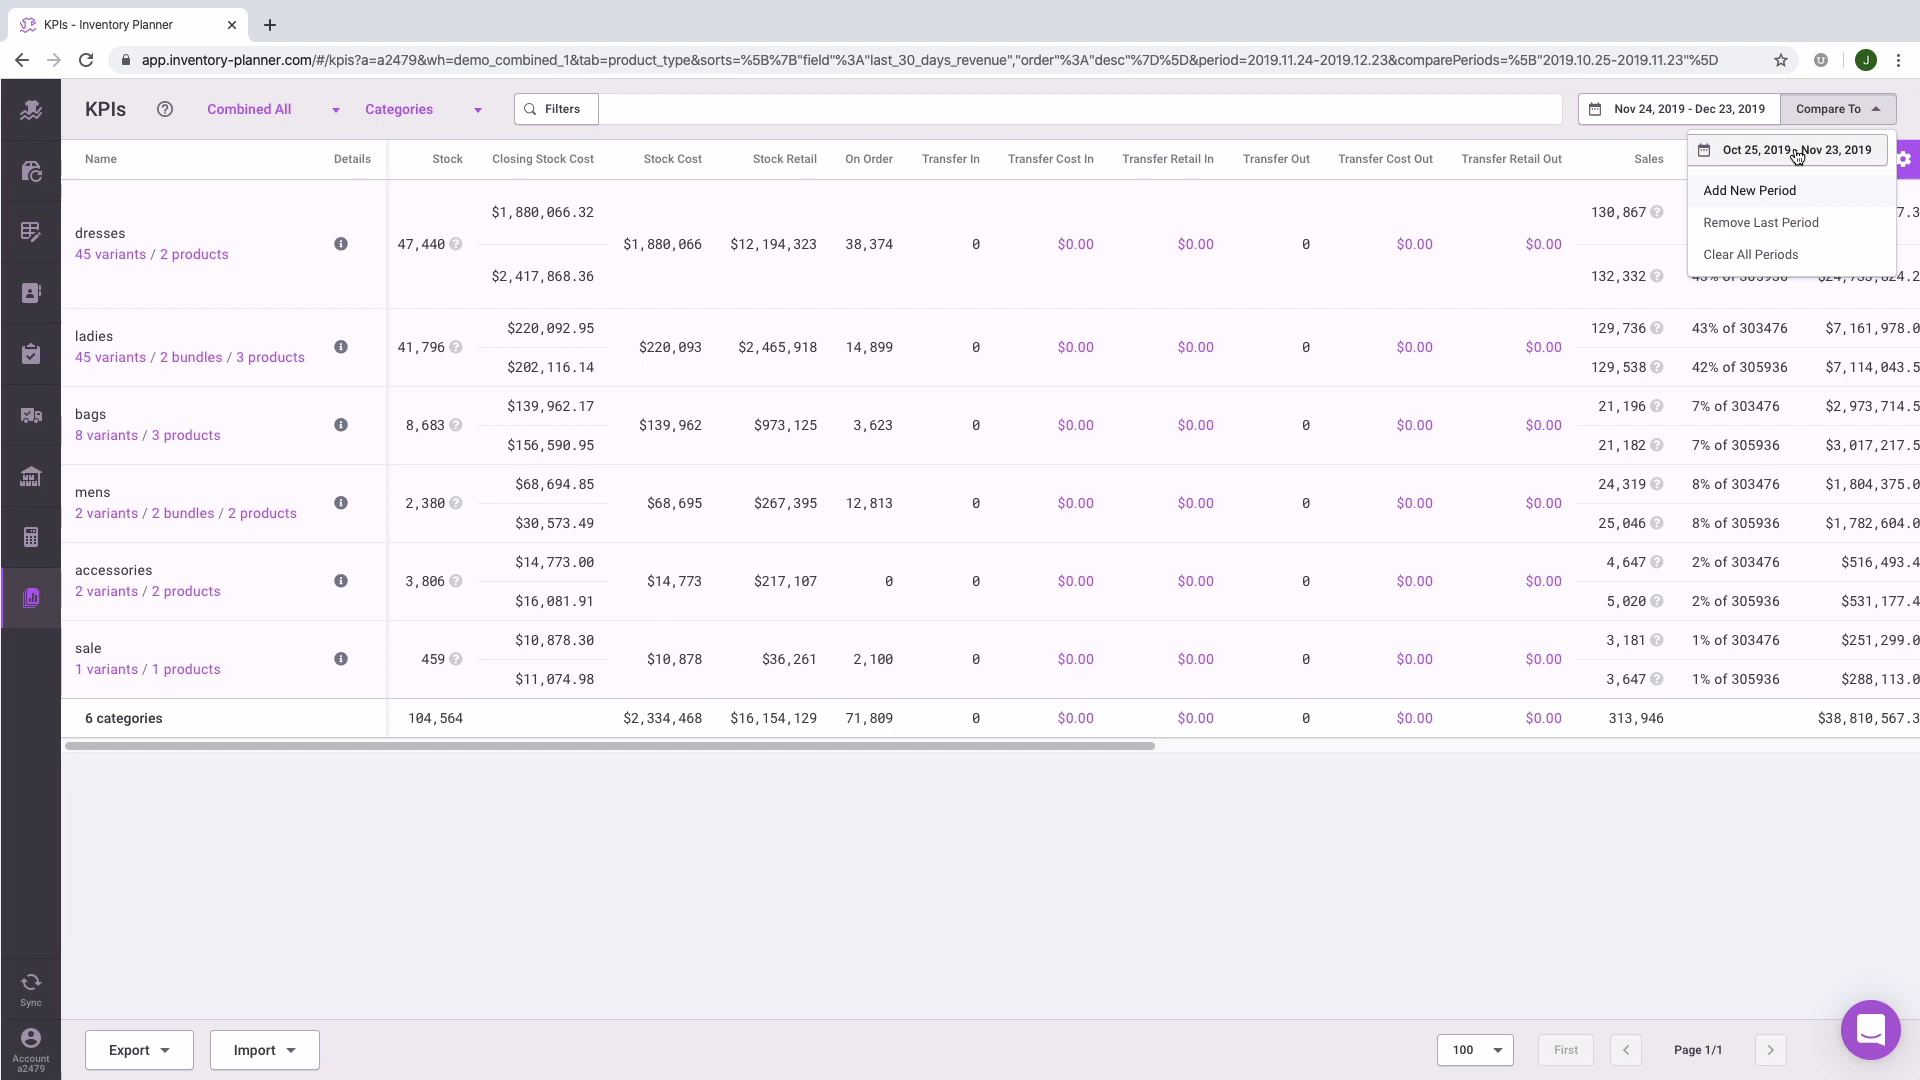 KPIs - Inventory Planner
app.inventory-planner.com/#/kpis?a=a2479&wh=demo_combined_1&tab=product_type&sorts=%5B%7B"field"%3A"last_30_days_revenue","order"%3A"desc"%7D%5D&period=2019.11.24-2019.12.23&comparePeriods=%5B"2019.10.25-2019.11.23"%5D
J
KPIs
Combined All
Categories
Filters
Nov 24, 2019 - Dec 23, 2019
Compare To
Oct 25, 2019 - Nov 23, 2019
Add New Period
Remove Last Period
Clear All Periods
Name Details Stock Closing Stock Cost Stock Cost Stock Retail On Order Transfer In Transfer Cost In Transfer Retail In Transfer Out Transfer Cost Out Transfer Retail Out Sales
$1,880,066.32 130,867
dresses
45 variants / 2 products
47,440 $1,880,066 $12,194,323 38,374 0 $0.00 $0.00 0 $0.00 $0.00
$2,417,868.36 132,332 43% of 305936
ladies
45 variants / 2 bundles / 3 products
$220,092.95 129,736 43% of 303476 $7,161,978.0
41,796 $220,093 $2,465,918 14,899 0 $0.00 $0.00 0 $0.00 $0.00
$202,116.14 129,538 42% of 305936 $7,114,043.5
bags
8 variants / 3 products
$139,962.17 21,196 7% of 303476 $2,973,714.5
8,683 $139,962 $973,125 3,623 0 $0.00 $0.00 0 $0.00 $0.00
$156,590.95 21,182 7% of 305936 $3,017,217.5
mens
2 variants / 2 bundles / 2 products
$68,694.85 24,319 8% of 303476 $1,804,375.0
2,380 $68,695 $267,395 12,813 0 $0.00 $0.00 0 $0.00 $0.00
$30,573.49 25,046 8% of 305936 $1,782,604.0
accessories
2 variants / 2 products
$14,773.00 4,647 2% of 303476 $516,493.4
3,806 $14,773 $217,107 0 0 $0.00 $0.00 0 $0.00 $0.00
$16,081.91 5,020 2% of 305936 $531,177.4
sale
1 variants / 1 products
$10,878.30 3,181 1% of 303476 $251,299.0
459 $10,878 $36,261 2,100 0 $0.00 $0.00 0 $0.00 $0.00
$11,074.98 3,647 1% of 305936 $288,113.0
6 categories 104,564 $2,334,468 $16,154,129 71,809 0 $0.00 $0.00 0 $0.00 $0.00 313,946 $38,810,567.3
Sync
Account
a2479
Export
Import
100
First
Page 1/1